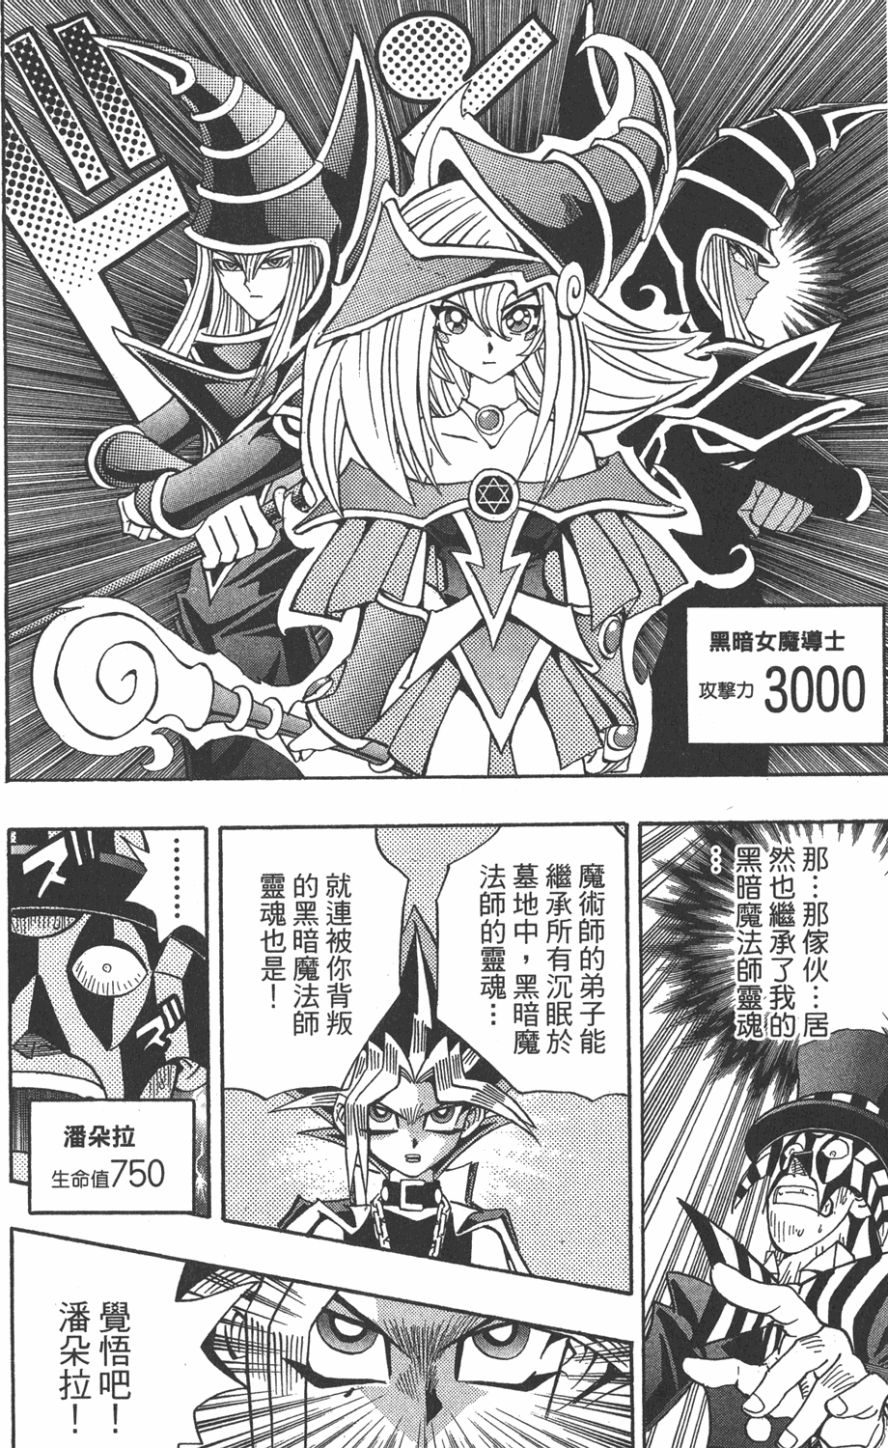 黑暗女魔導士
攻擊力 3000
那…那傢伙…居
然也繼承了我的
黑暗魔法師靈魂
…
魔術師的弟子能
繼承所有沉眠於
墓地中，黑暗魔
法師的靈魂…
就連被你背叛
的黑暗魔法師
靈魂也是！
……
ズズ
ズズ
潘朵拉
生命值750
覺悟吧！
潘朵拉！